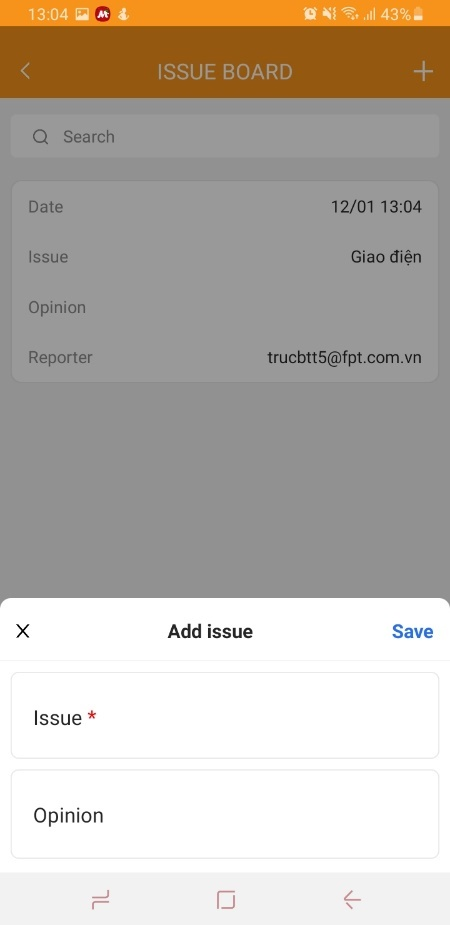 13:04 43%
ISSUE BOARD
Search
Date 12/01 13:04
Issue Giao điện
Opinion
Reporter trucbtt5@fpt.com.vn
Add issue Save
Issue *
Opinion